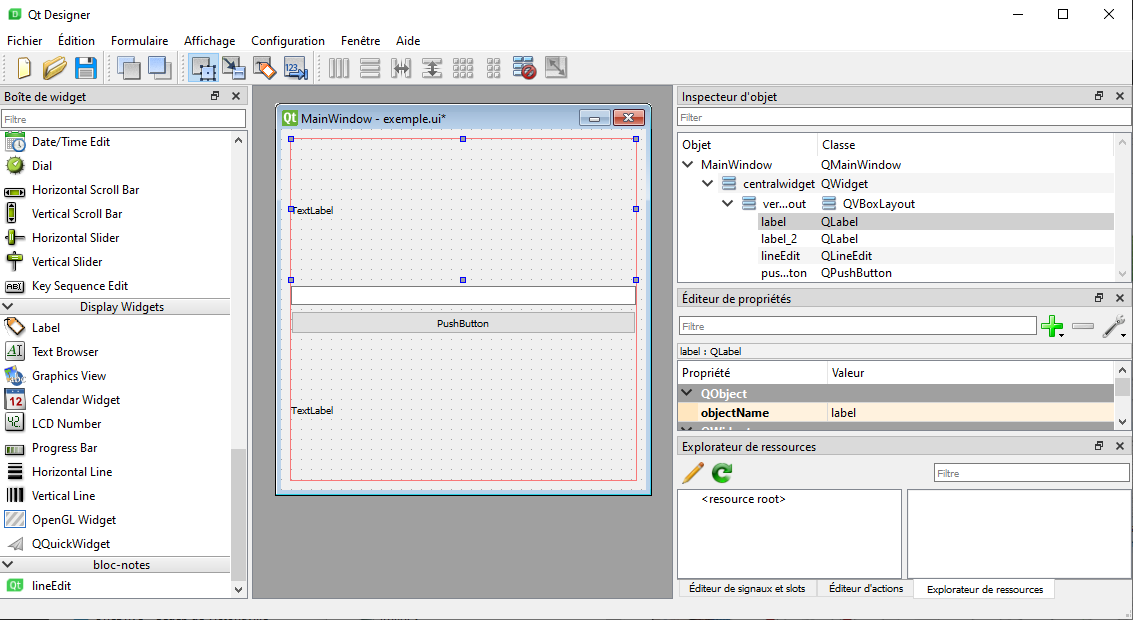 Qt Designer
Fichier Édition Formulaire Affichage Configuration Fenêtre Aide
123
Boîte de widget
Filtre
Date/Time Edit
Dial
Horizontal Scroll Bar
Vertical Scroll Bar
Horizontal Slider
Vertical Slider
Key Sequence Edit
Display Widgets
Label
Text Browser
Graphics View
Calendar Widget
LCD Number
Progress Bar
Horizontal Line
Vertical Line
OpenGL Widget
QQuickWidget
bloc-notes
lineEdit
MainWindow - exemple.ui*
TextLabel
PushButton
TextLabel
Inspecteur d'objet
Filter
Objet Classe
MainWindow QMainWindow
centralwidget QWidget
ver...out QVBoxLayout
label QLabel
label_2 QLabel
lineEdit QLineEdit
pus...ton QPushButton
Éditeur de propriétés
Filtre
label : QLabel
Propriété Valeur
QObject
objectName label
Explorateur de ressources
Filtre
<resource root>
Éditeur de signaux et slots Éditeur d'actions Explorateur de ressources